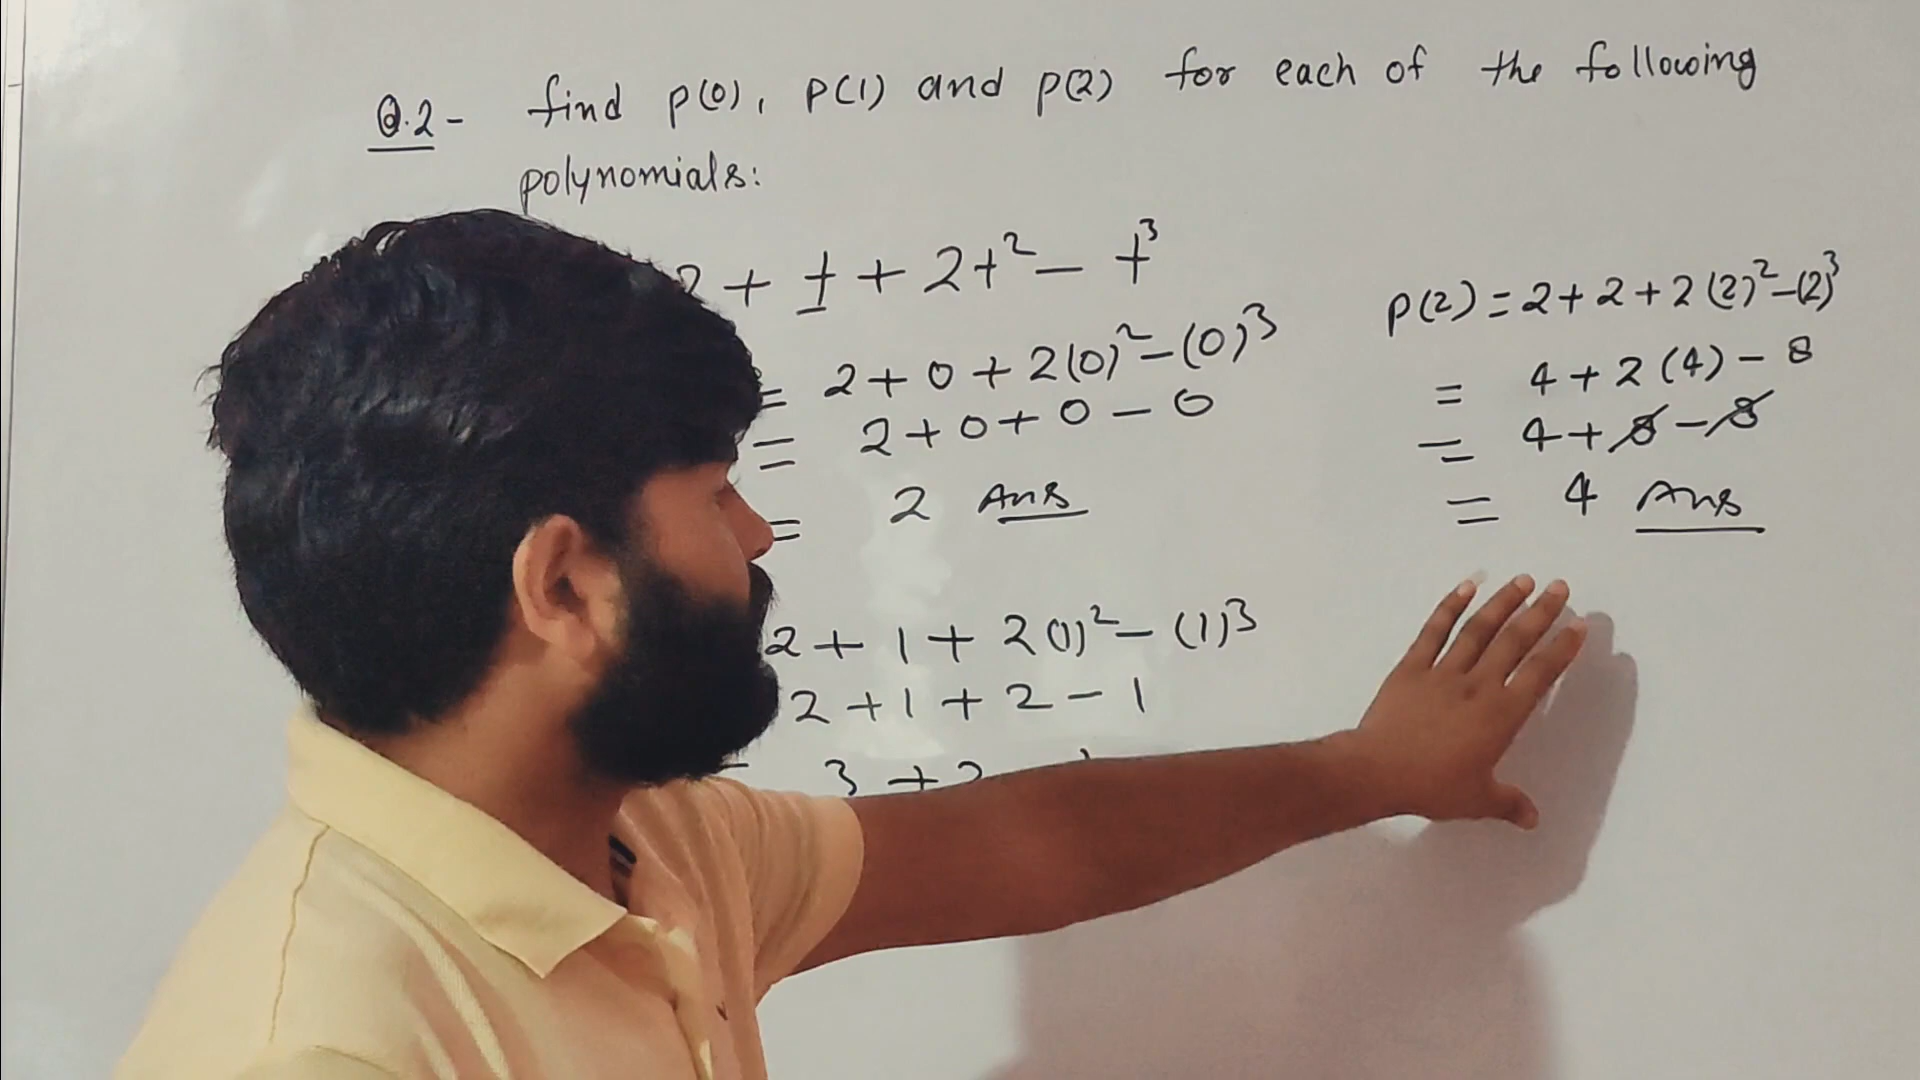 Q.2- find p(0), p(1) and p(2) for each of the following
polynomials:
2 + t + 2t² - t³
= 2 + 0 + 2(0)² - (0)³
= 2 + 0 + 0 - 0
= 2 Ans
2 + 1 + 2(1)² - (1)³
2 + 1 + 2 - 1
= 3 + 2
p(2) = 2 + 2 + 2(2)² - (2)³
= 4 + 2(4) - 8
= 4 + 8 - 8
= 4 Ans